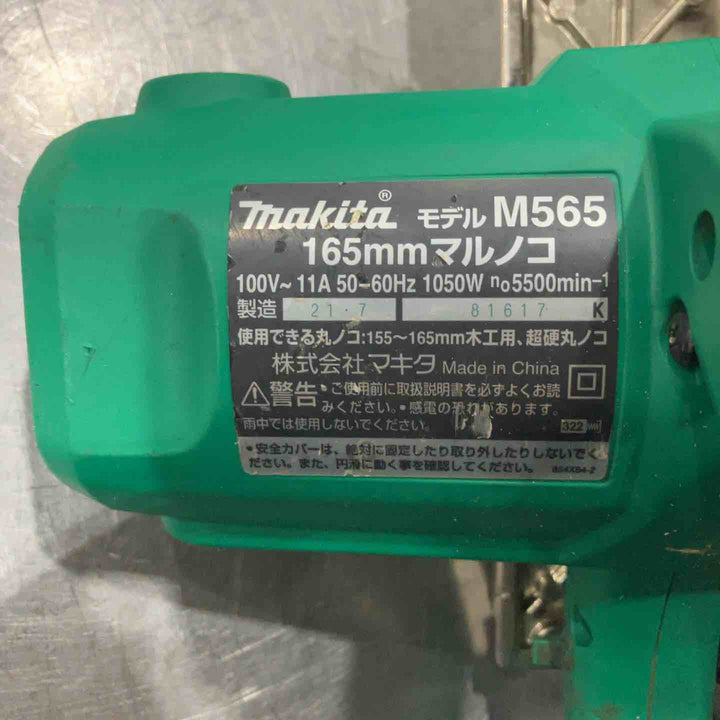 makita® モデル M565
165mmマルノコ
100V～ 11A 50-60Hz 1050W n₀5500min⁻¹
製造 21・7 81617 K
使用できる丸ノコ:155～165mm木工用、超硬丸ノコ
株式会社マキタ Made in China
⚠警告 •ご使用前に取扱説明書を必ずよくお読
みください。•感電の恐れがあります。
雨中では使用しないでください。 322
•安全カバーは、絶対に固定したり取り外したりしないでく
ださい。また、円滑に動く事を確認してください。 854XB4-2